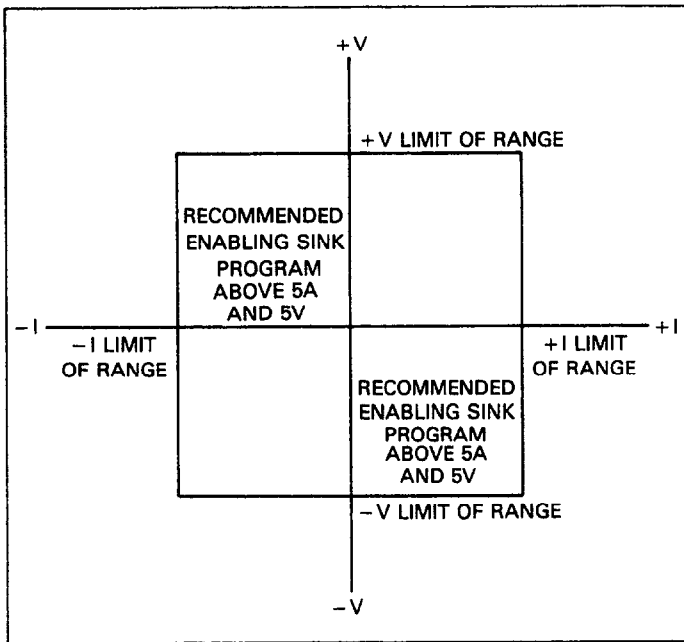 +V
+V LIMIT OF RANGE
RECOMMENDED
ENABLING SINK
PROGRAM
ABOVE 5A
AND 5V
-I
+I
-I LIMIT
OF RANGE
+I LIMIT
OF RANGE
RECOMMENDED
ENABLING SINK
PROGRAM
ABOVE 5A
AND 5V
-V LIMIT OF RANGE
-V